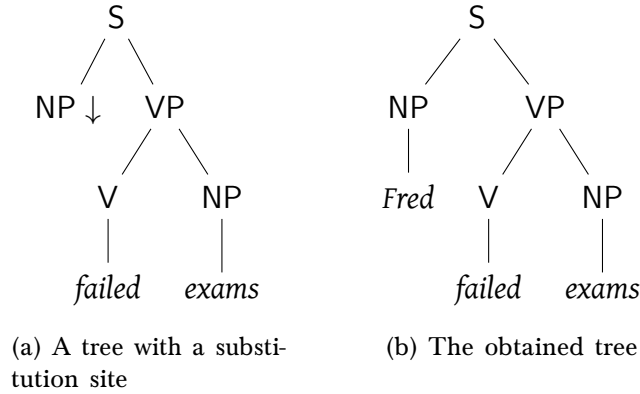 S
NP ↓ VP
V NP
failed exams
(a) A tree with a substi-
tution site
S
NP VP
Fred V NP
failed exams
(b) The obtained tree